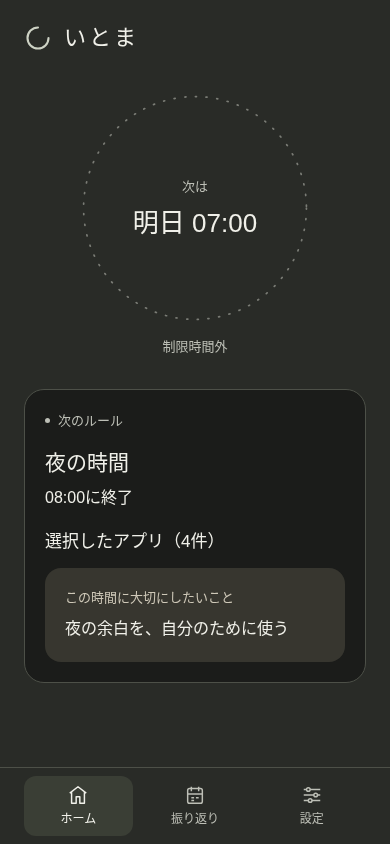 いとま
次は
明日 07:00
制限時間外
次のルール
夜の時間
08:00に終了
選択したアプリ（4件）
この時間に大切にしたいこと
夜の余白を、自分のために使う
ホーム
振り返り
設定